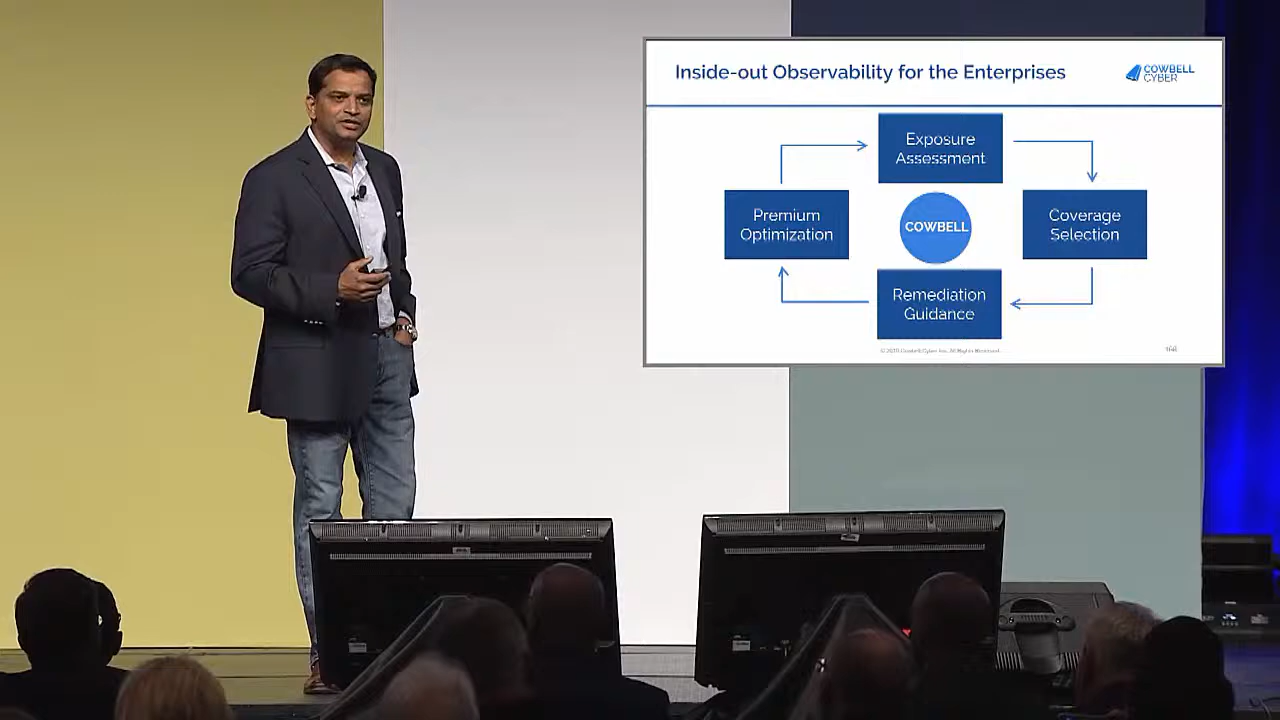 Inside-out Observability for the Enterprises
COWBELL
CYBER
Exposure
Assessment
Premium
Optimization
COWBELL
Coverage
Selection
Remediation
Guidance